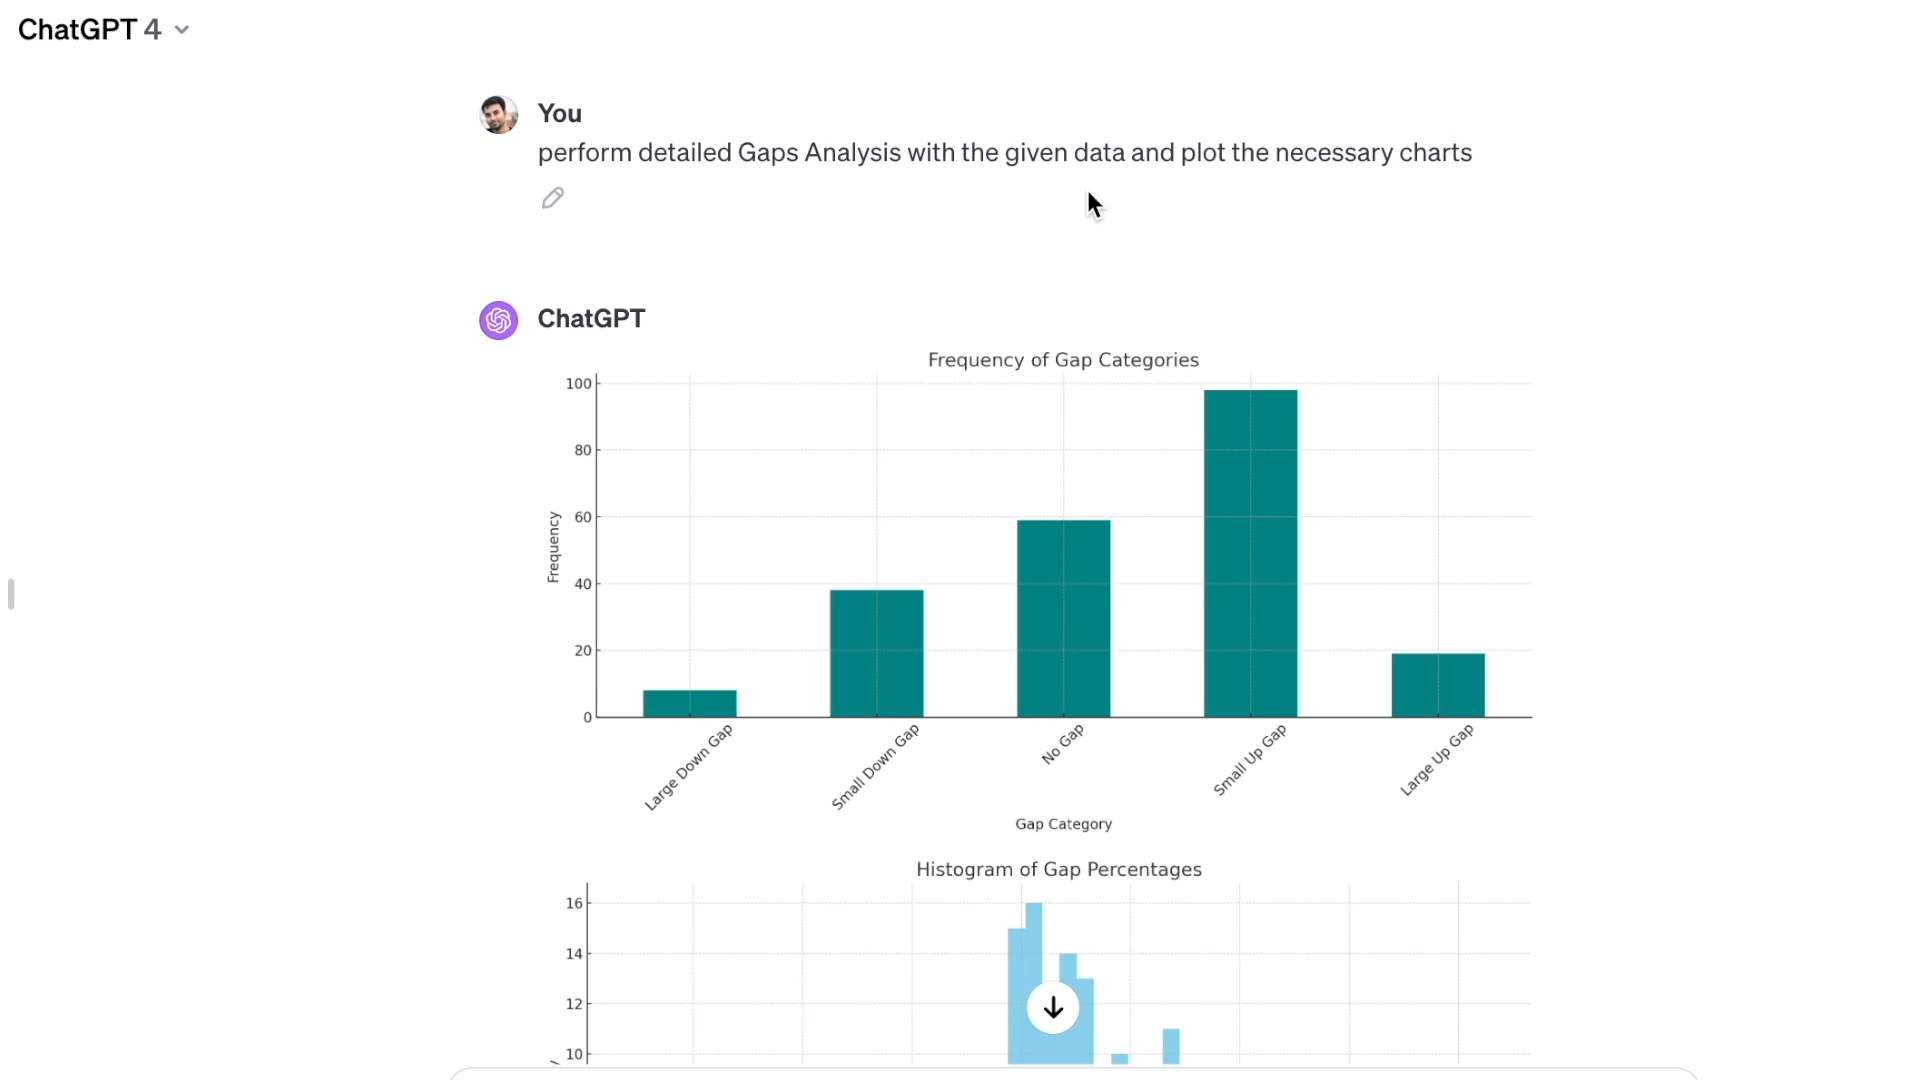 ChatGPT 4
You
perform detailed Gaps Analysis with the given data and plot the necessary charts
ChatGPT
Frequency of Gap Categories
100
80
60
40
20
0
Frequency
Large Down Gap
Small Down Gap
No Gap
Small Up Gap
Large Up Gap
Gap Category
Histogram of Gap Percentages
16
14
12
10